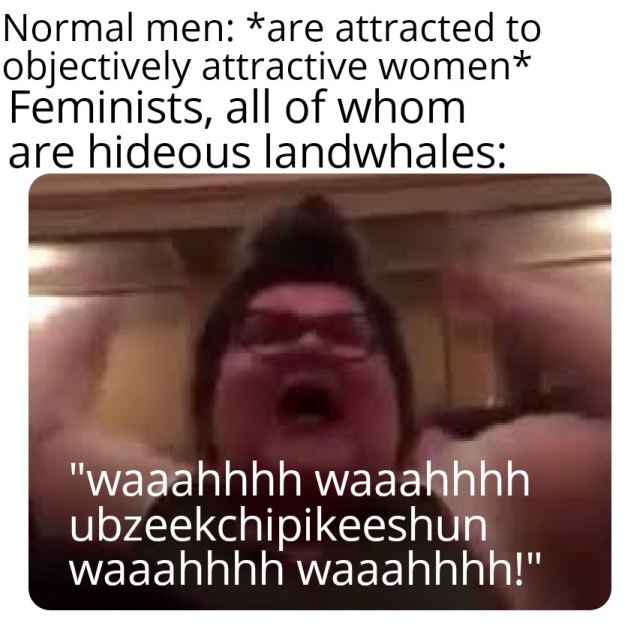 Normal men: *are attracted to
objectively attractive women*
Feminists, all of whom
are hideous landwhales:
"waaahhhh waaahhhh
ubzeekchipikeeshun
waaahhhh waaahhhh!"